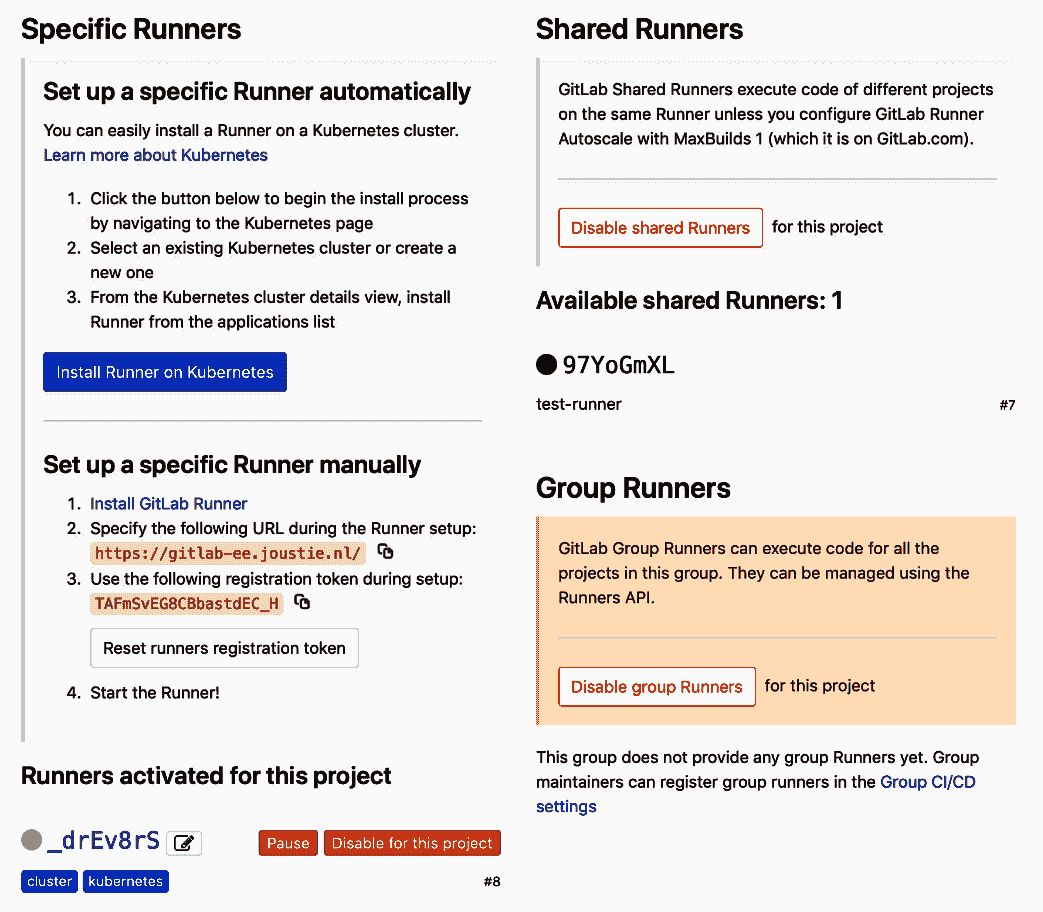 Specific Runners
Set up a specific Runner automatically
You can easily install a Runner on a Kubernetes cluster.
Learn more about Kubernetes
1. Click the button below to begin the install process
by navigating to the Kubernetes page
2. Select an existing Kubernetes cluster or create a
new one
3. From the Kubernetes cluster details view, install
Runner from the applications list
Install Runner on Kubernetes
Set up a specific Runner manually
1. Install GitLab Runner
2. Specify the following URL during the Runner setup:
https://gitlab-ee.joustie.nl/
3. Use the following registration token during setup:
TAFmSvEG8CBbastdEC_H
Reset runners registration token
4. Start the Runner!
Runners activated for this project
_drEv8rS
Pause
Disable for this project
cluster
kubernetes
#8
Shared Runners
GitLab Shared Runners execute code of different projects
on the same Runner unless you configure GitLab Runner
Autoscale with MaxBuilds 1 (which it is on GitLab.com).
Disable shared Runners for this project
Available shared Runners: 1
97YoGmXL
test-runner
#7
Group Runners
GitLab Group Runners can execute code for all the
projects in this group. They can be managed using the
Runners API.
Disable group Runners for this project
This group does not provide any group Runners yet. Group
maintainers can register group runners in the Group CI/CD
settings